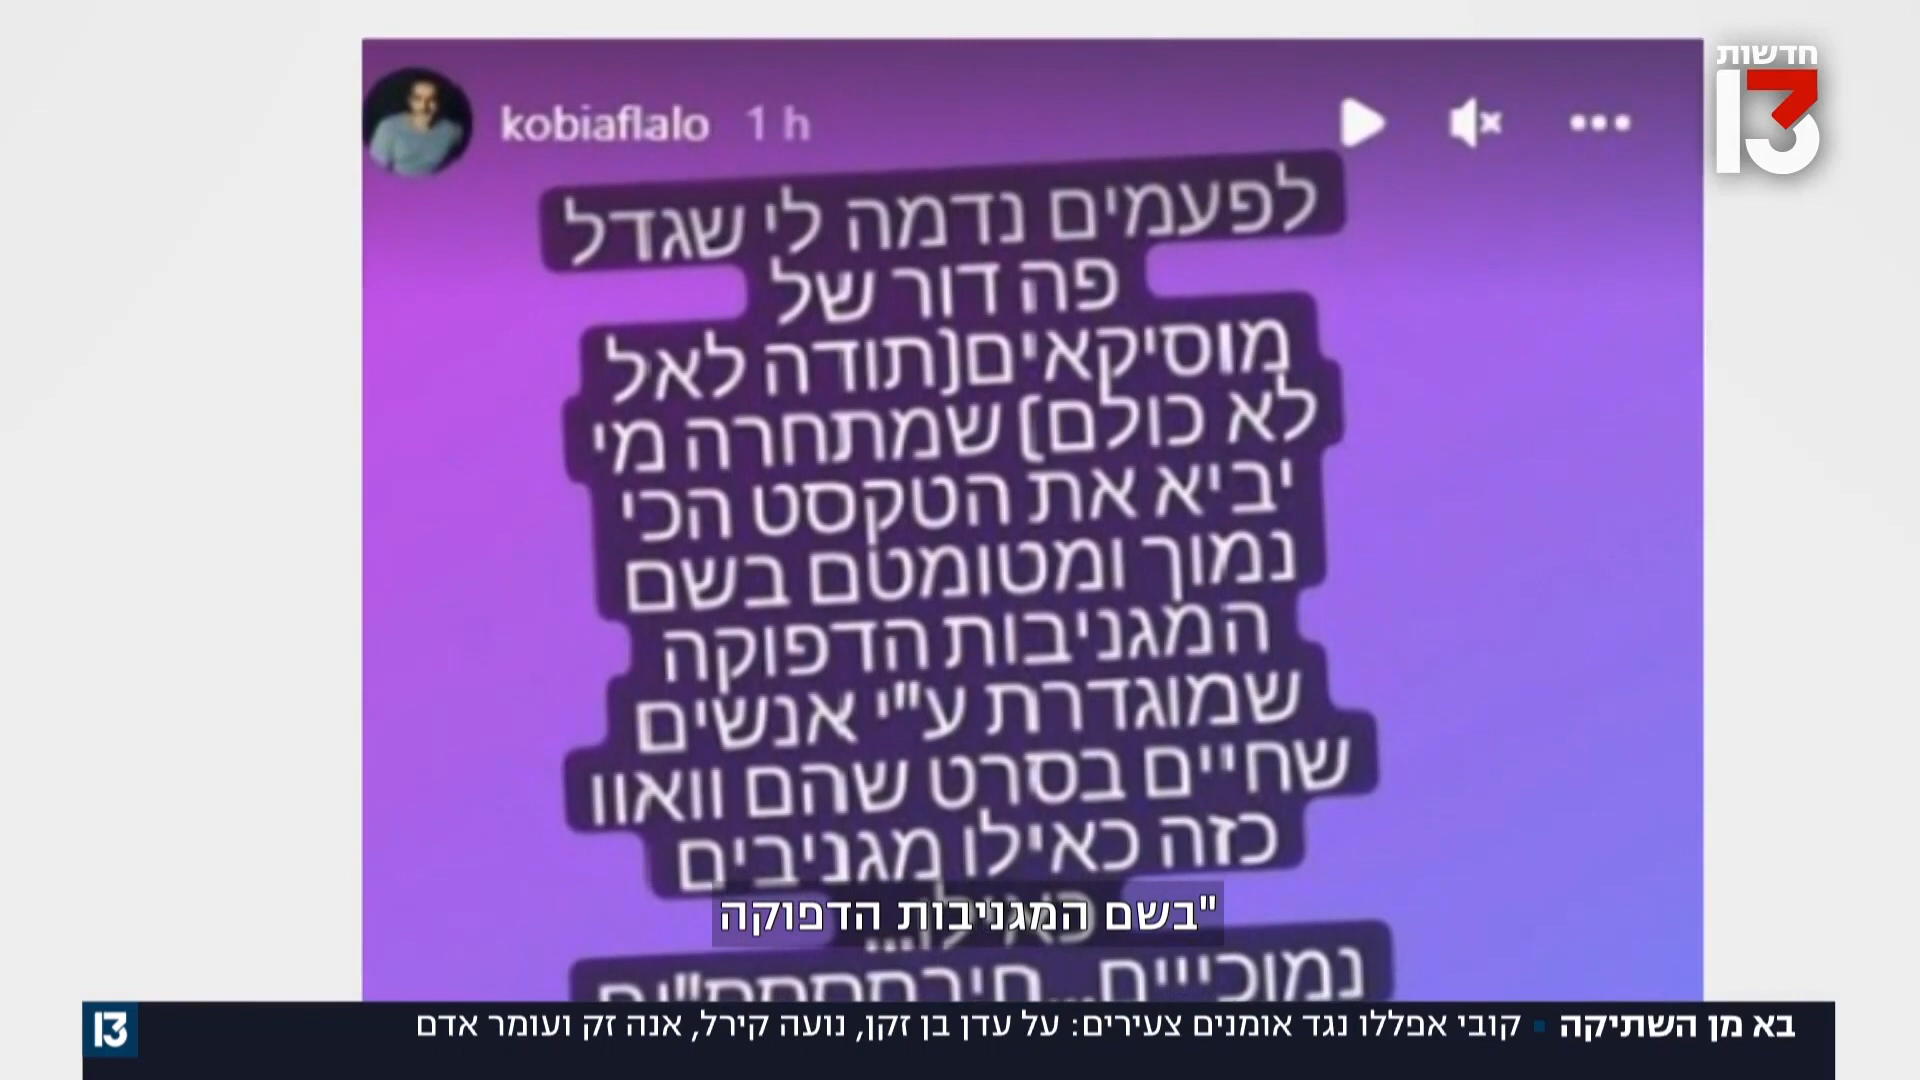 חדשות
13
kobiaflalo 1 h
לפעמים נדמה לי שגדל
פה דור של
מוסיקאים(תודה לאל
לא כולם) שמתחרה מי
יביא את הטקסט הכי
נמוך ומטומטם בשם
המגניבות הדפוקה
שמוגדרת ע"י אנשים
שחיים בסרט שהם וואוו
כזה כאילו מגניבים
כאילו...
"בשם המגניבות הדפוקה
נמוכייים...
בא מן השתיקה ▪ קובי אפללו נגד אומנים צעירים: על עדן בן זקן, נועה קירל, אנה זק ועומר אדם
13